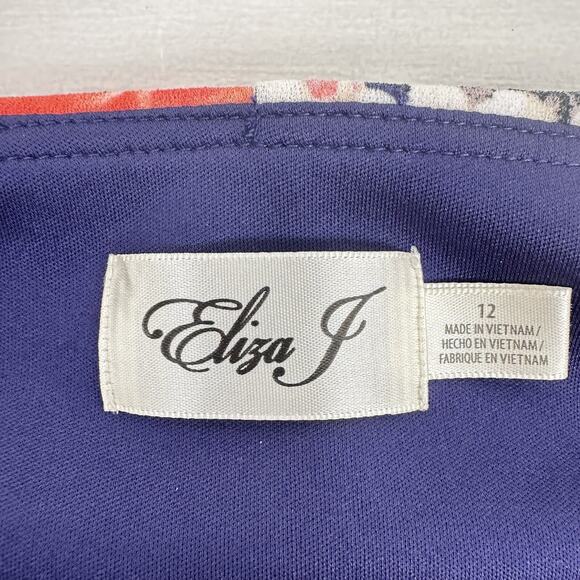 Eliza J
12
MADE IN VIETNAM /
HECHO EN VIETNAM /
FABRIQUE EN VIETNAM